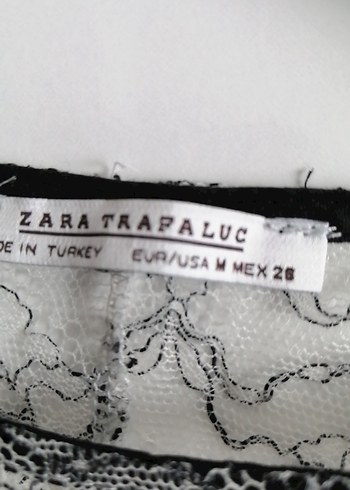 ZARA TRAFALUC
DE IN TURKEY EUR/USA M MEX 28